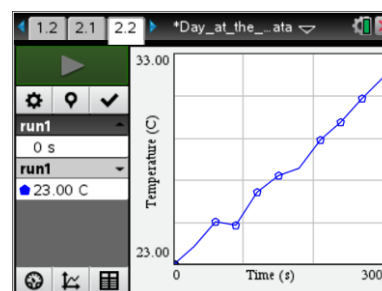 1.2 2.1 2.2 *Day_at_the_…ata
run1
0 s
run1
23.00 C
33.00
Temperature (C)
23.00
0 Time (s) 300